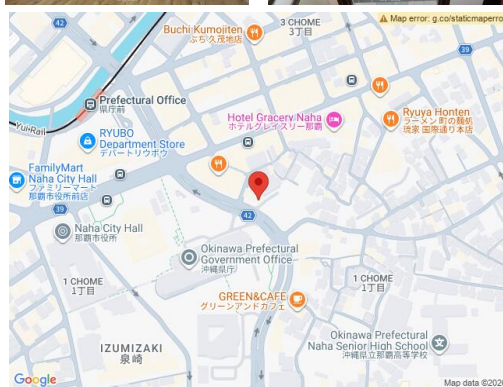 42
3 CHOME
3丁目
Map error: g.co/staticmaperro
Buchi Kumojiten
ぶち 久茂地店
39
Prefectural Office
県庁前
Hotel Gracery Naha
ホテルグレイスリー那覇
Ryuya Honten
ラーメン 町の麺処
琉家 国際通り本店
Yui-Rail
RYUBO
Department Store
デパートリウボウ
FamilyMart
Naha City Hall
ファミリーマート
那覇市役所前店
39
42
Naha City Hall
那覇市役所
Okinawa Prefectural
Government Office
沖縄県庁
1 CHOME
1丁目
GREEN&CAFE
グリーンアンドカフェ
1 CHOME
1丁目
IZUMIZAKI
泉崎
Okinawa Prefectural
Naha Senior High School
沖縄県立那覇高等学校
Google
Map data ©202